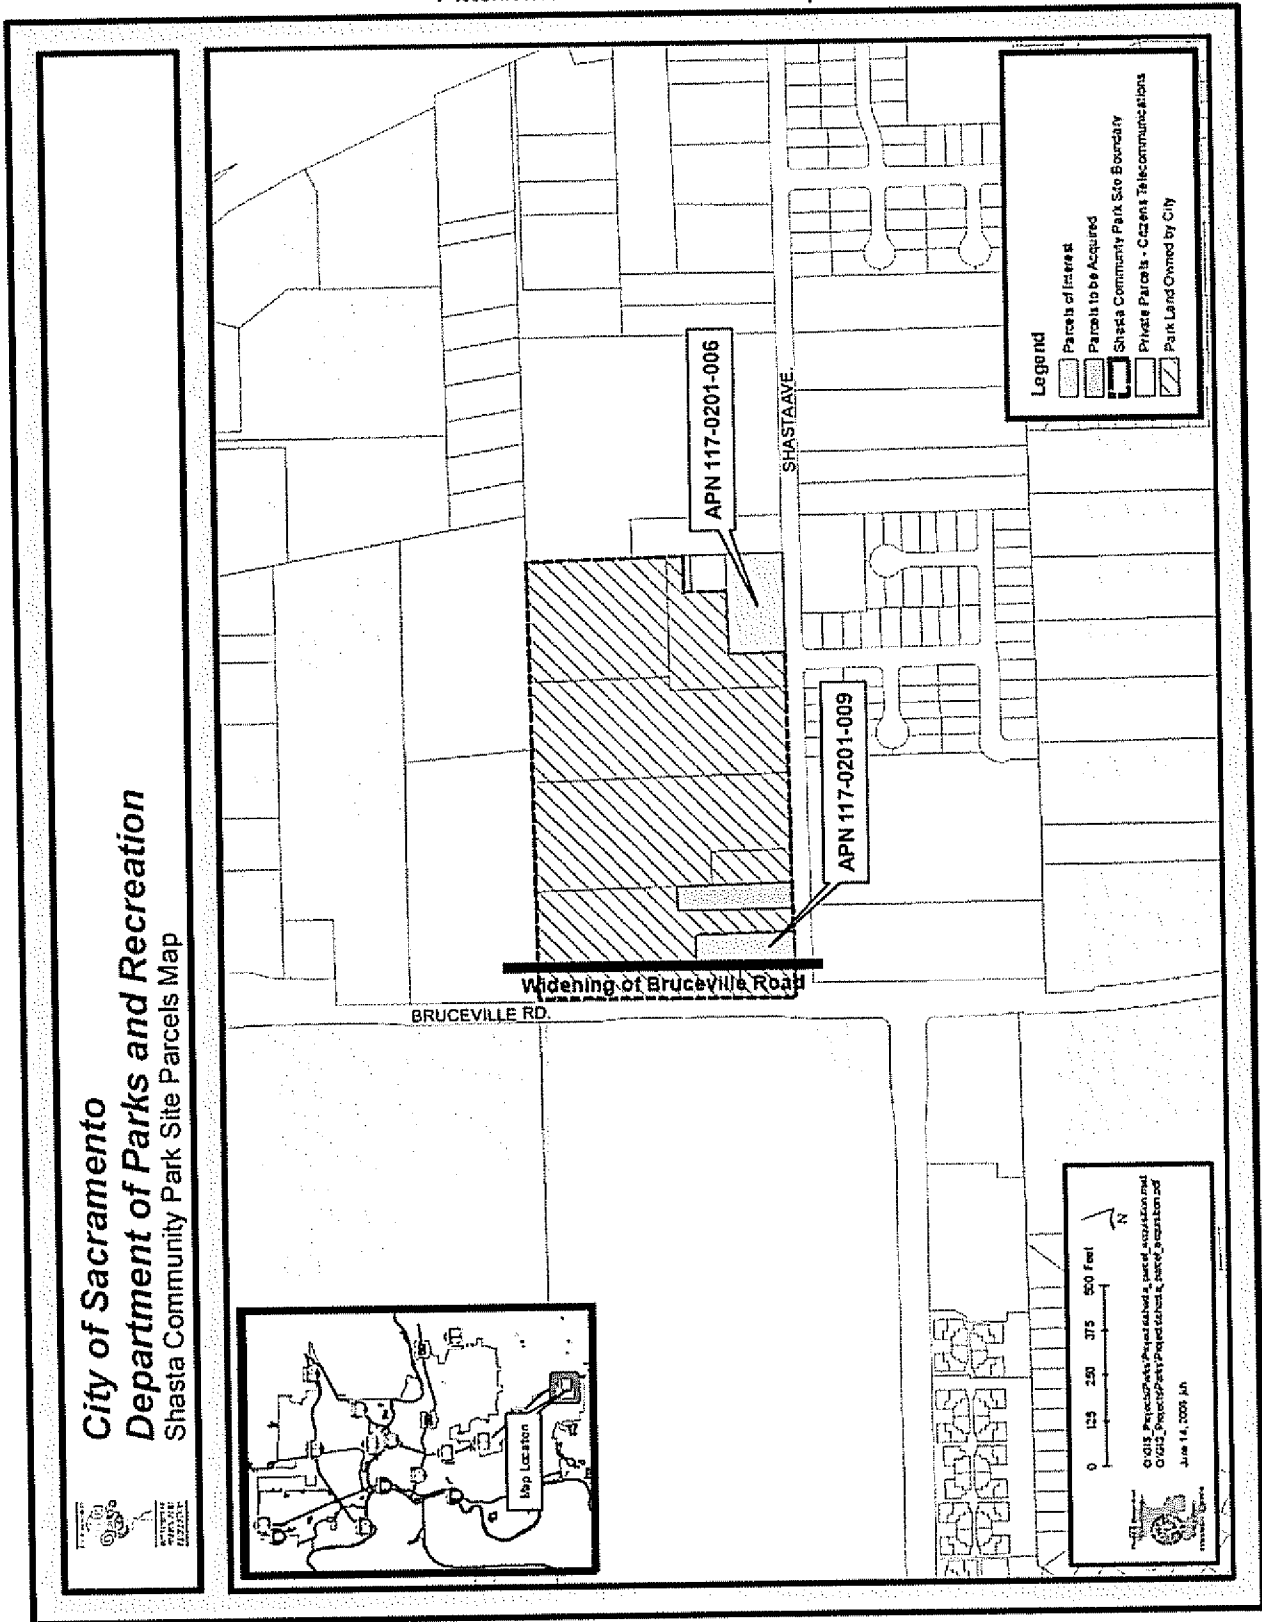 City of Sacramento
Department of Parks and Recreation
Shasta Community Park Site Parcels Map
APN 117-0201-006
SHASTA AVE.
APN 117-0201-009
Widening of Bruceville Road
BRUCEVILLE RD.
Legend
Parcels of Interest
Parcels to be Acquired
Shasta Community Park Site Boundary
Private Parcels - Citizens Telecommunications
Park Land Owned by City
Map Location
0 125 250 375 500 Feet
N